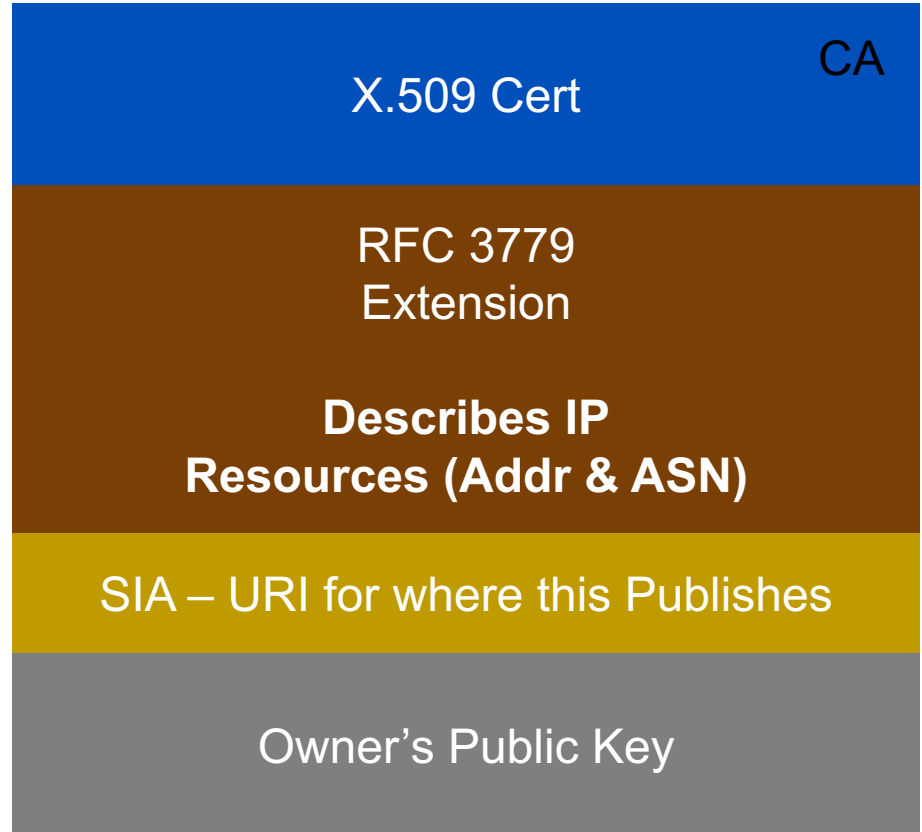 CA
X.509 Cert
RFC 3779
Extension
Describes IP
Resources (Addr & ASN)
SIA – URI for where this Publishes
Owner’s Public Key